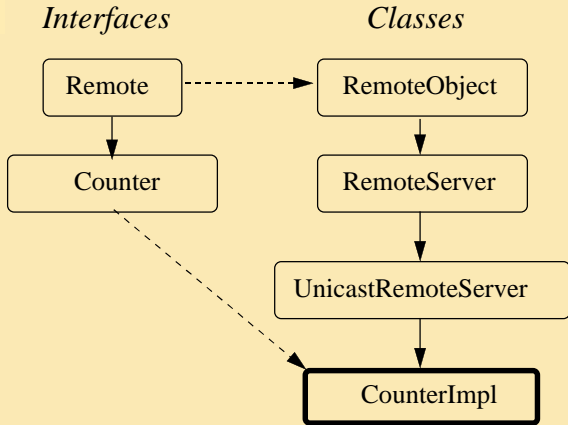 Interfaces Classes
Remote RemoteObject
Counter RemoteServer
UnicastRemoteServer
CounterImpl